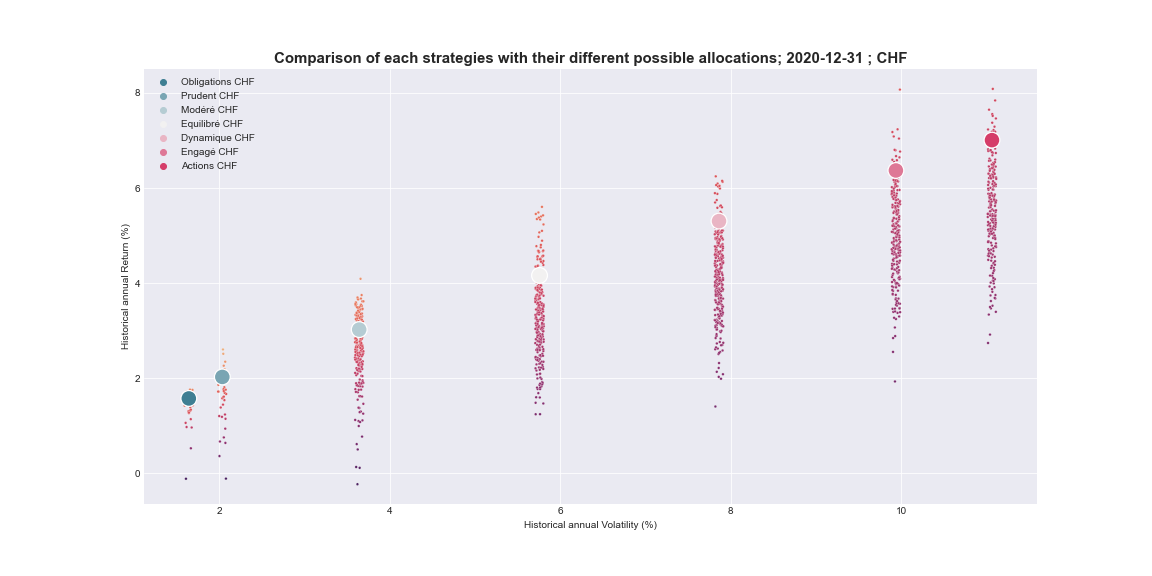 Comparison of each strategies with their different possible allocations; 2020-12-31 ; CHF
Obligations CHF
Prudent CHF
Modéré CHF
Equilibré CHF
Dynamique CHF
Engagé CHF
Actions CHF
Historical annual Return (%)
8
6
4
2
0
2 4 6 8 10
Historical annual Volatility (%)